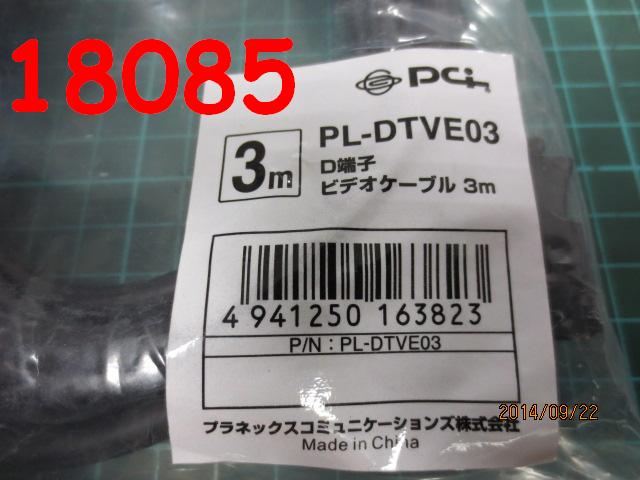 18085
PCi
3m
PL-DTVE03
D端子
ビデオケーブル 3m
4 941250 163823
P/N : PL-DTVE03
2014/09/22
プラネックスコミュニケーションズ株式会社
Made in China